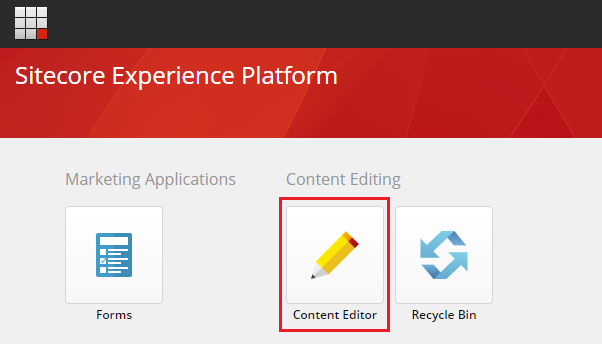 Sitecore Experience Platform
Marketing Applications
Content Editing
Forms
Content Editor
Recycle Bin